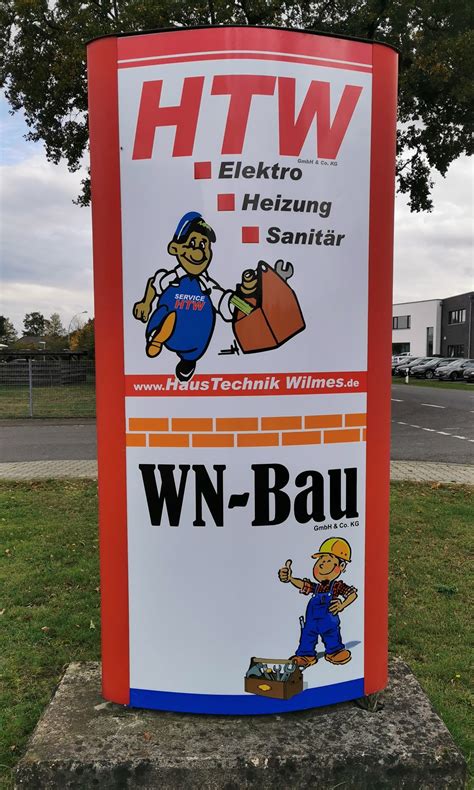 HTW
GmbH & Co. KG
Elektro
Heizung
Sanitär
SERVICE
HTW
www.HausTechnik Wilmes.de
WN-Bau
GmbH & Co. KG